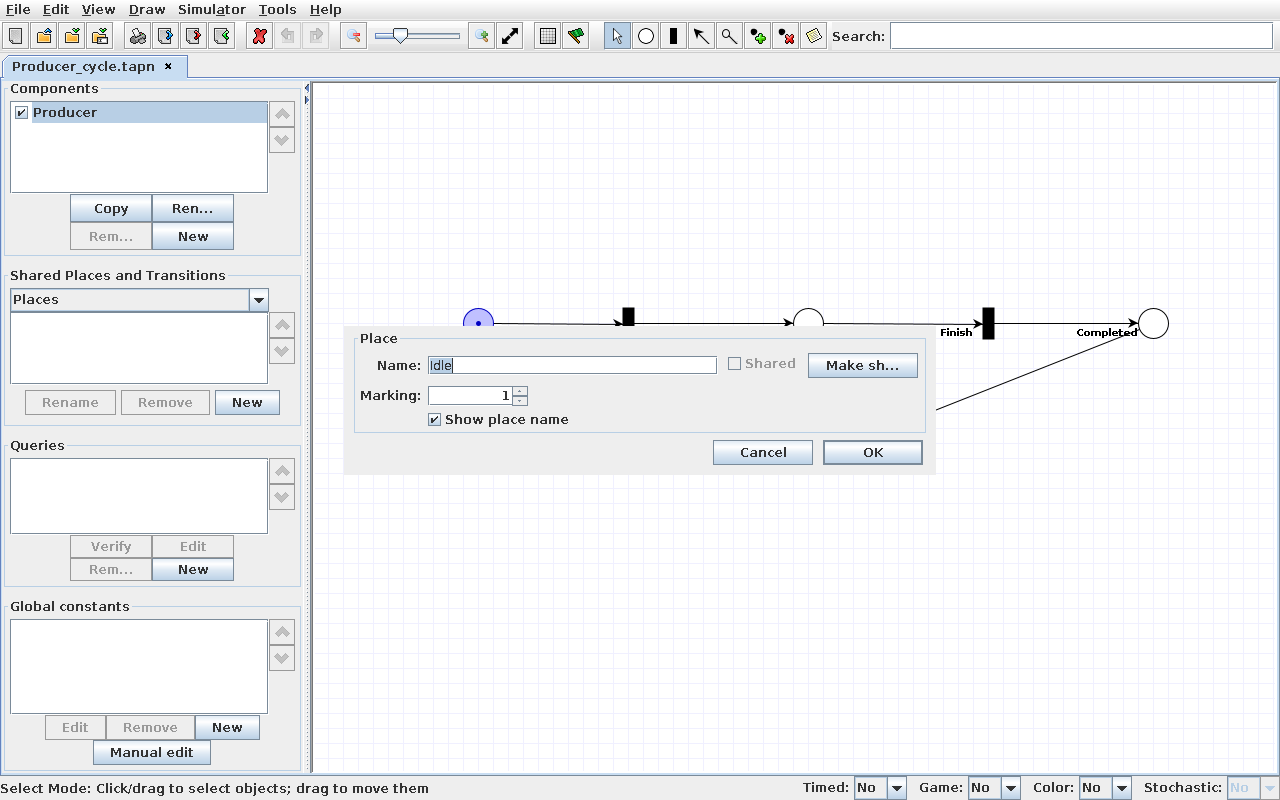 File Edit View Draw Simulator Tools Help
Search:
Producer_cycle.tapn
Components
Producer
Copy Ren...
Rem... New
Shared Places and Transitions
Places
Rename Remove New
Queries
Verify Edit
Rem... New
Global constants
Edit Remove New
Manual edit
Finish Completed
Place
Name: Idle Shared Make sh...
Marking: 1
Show place name
Cancel OK
Select Mode: Click/drag to select objects; drag to move them Timed: No Game: No Color: No Stochastic: No